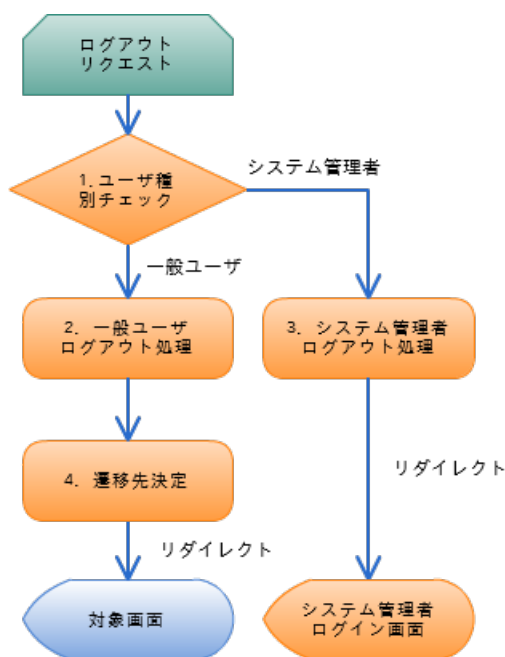 ログアウト
リクエスト
1.ユーザ種
別チェック
システム管理者
一般ユーザ
2. 一般ユーザ
ログアウト処理
3. システム管理者
ログアウト処理
4. 遷移先決定
リダイレクト
リダイレクト
対象画面
システム管理者
ログイン画面